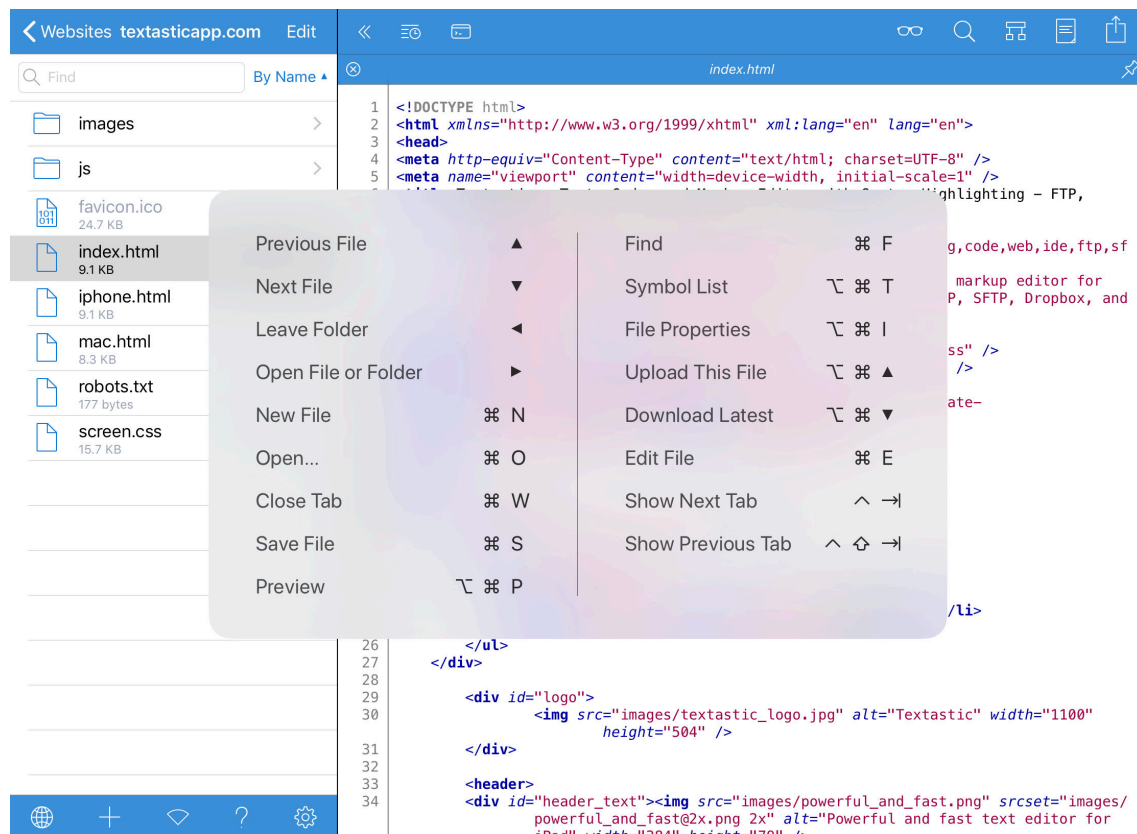 Websites textasticapp.com Edit
Find By Name
images
js
favicon.ico
24.7 KB
index.html
9.1 KB
iphone.html
9.1 KB
mac.html
8.3 KB
robots.txt
177 bytes
screen.css
15.7 KB
index.html
1 <!DOCTYPE html>
2 <html xmlns="http://www.w3.org/1999/xhtml" xml:lang="en" lang="en">
3 <head>
4 <meta http-equiv="Content-Type" content="text/html; charset=UTF-8" />
5 <meta name="viewport" content="width=device-width, initial-scale=1" />
ghlighting – FTP,
g,code,web,ide,ftp,sf
markup editor for
P, SFTP, Dropbox, and
ss" />
/>
ate-
/li>
Previous File ▲
Next File ▼
Leave Folder ◀
Open File or Folder ▶
New File ⌘ N
Open... ⌘ O
Close Tab ⌘ W
Save File ⌘ S
Preview ⌥ ⌘ P
Find ⌘ F
Symbol List ⌥ ⌘ T
File Properties ⌥ ⌘ I
Upload This File ⌥ ⌘ ▲
Download Latest ⌥ ⌘ ▼
Edit File ⌘ E
Show Next Tab ^ →|
Show Previous Tab ^ ⇧ →|
26 </ul>
27 </div>
28
29 <div id="logo">
30 <img src="images/textastic_logo.jpg" alt="Textastic" width="1100"
height="504" />
31 </div>
32
33 <header>
34 <div id="header_text"><img src="images/powerful_and_fast.png" srcset="images/
powerful_and_fast@2x.png 2x" alt="Powerful and fast text editor for